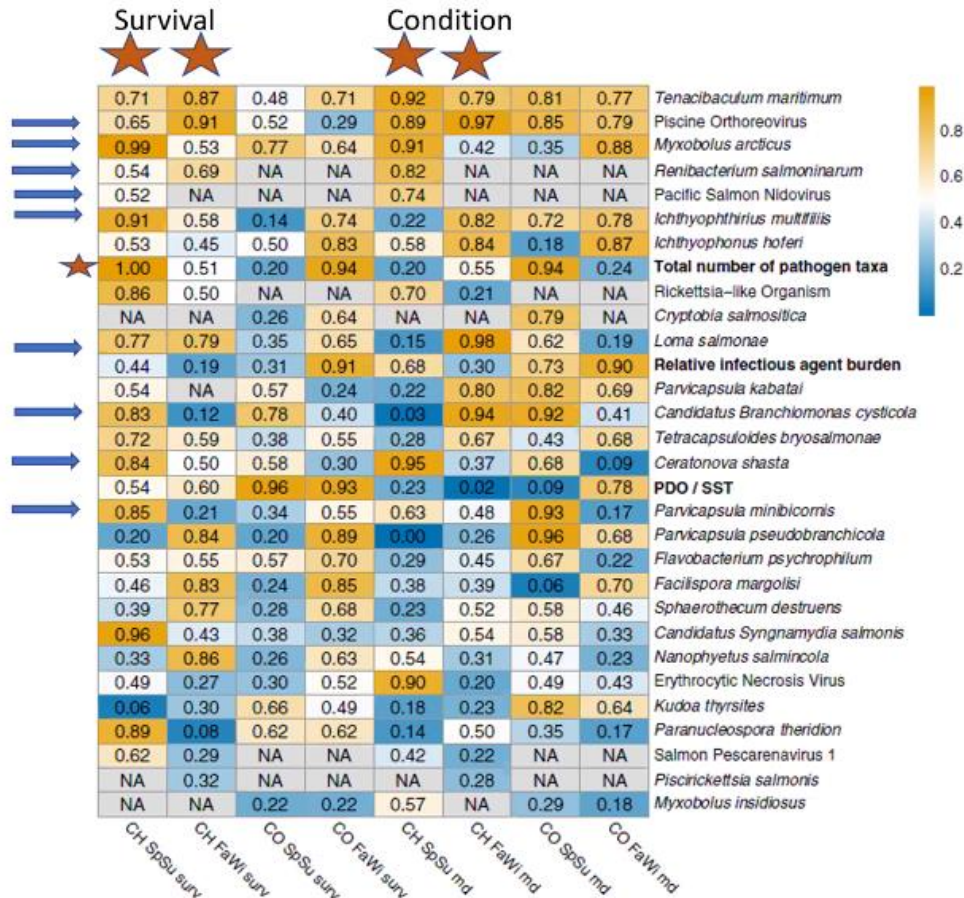 Survival Condition
0.71 0.87 0.48 0.71 0.92 0.79 0.81 0.77 Tenacibaculum maritimum
0.65 0.91 0.52 0.29 0.89 0.97 0.85 0.79 Piscine Orthoreovirus
0.99 0.53 0.77 0.64 0.91 0.42 0.35 0.88 Myxobolus arcticus
0.54 0.69 NA NA 0.82 NA NA NA Renibacterium salmoninarum
0.52 NA NA NA 0.74 NA NA NA Pacific Salmon Nidovirus
0.91 0.58 0.14 0.74 0.22 0.82 0.72 0.78 Ichthyophthirius multifiliis
0.53 0.45 0.50 0.83 0.58 0.84 0.18 0.87 Ichthyophonus hoferi
1.00 0.51 0.20 0.94 0.20 0.55 0.94 0.24 Total number of pathogen taxa
0.86 0.50 NA NA 0.70 0.21 NA NA Rickettsia-like Organism
NA NA 0.26 0.64 NA NA 0.79 NA Cryptobia salmositica
0.77 0.79 0.35 0.65 0.15 0.98 0.62 0.19 Loma salmonae
0.44 0.19 0.31 0.91 0.68 0.30 0.73 0.90 Relative infectious agent burden
0.54 NA 0.57 0.24 0.22 0.80 0.82 0.69 Parvicapsula kabatai
0.83 0.12 0.78 0.40 0.03 0.94 0.92 0.41 Candidatus Branchiomonas cysticola
0.72 0.59 0.38 0.55 0.28 0.67 0.43 0.68 Tetracapsuloides bryosalmonae
0.84 0.50 0.58 0.30 0.95 0.37 0.68 0.09 Ceratonova shasta
0.54 0.60 0.96 0.93 0.23 0.02 0.09 0.78 PDO / SST
0.85 0.21 0.34 0.55 0.63 0.48 0.93 0.17 Parvicapsula minibicornis
0.20 0.84 0.20 0.89 0.00 0.26 0.96 0.68 Parvicapsula pseudobranchicola
0.53 0.55 0.57 0.70 0.29 0.45 0.67 0.22 Flavobacterium psychrophilum
0.46 0.83 0.24 0.85 0.38 0.39 0.06 0.70 Facilispora margolisi
0.39 0.77 0.28 0.68 0.23 0.52 0.58 0.46 Sphaerothecum destruens
0.96 0.43 0.38 0.32 0.36 0.54 0.58 0.33 Candidatus Syngnamydia salmonis
0.33 0.86 0.26 0.63 0.54 0.31 0.47 0.23 Nanophyetus salmincola
0.49 0.27 0.30 0.52 0.90 0.20 0.49 0.43 Erythrocytic Necrosis Virus
0.06 0.30 0.66 0.49 0.18 0.23 0.82 0.64 Kudoa thyrsites
0.89 0.08 0.62 0.62 0.14 0.50 0.35 0.17 Paranucleospora theridion
0.62 0.29 NA NA 0.42 0.22 NA NA Salmon Pescarenavirus 1
NA 0.32 NA NA NA 0.28 NA NA Piscirickettsia salmonis
NA NA 0.22 0.22 0.57 NA 0.29 0.18 Myxobolus insidiosus
CH SpSu surv
CH FaWi surv
CO SpSu surv
CO FaWi surv
CH SpSu md
CH FaWi md
CO SpSu md
CO FaWi md
0.8
0.6
0.4
0.2